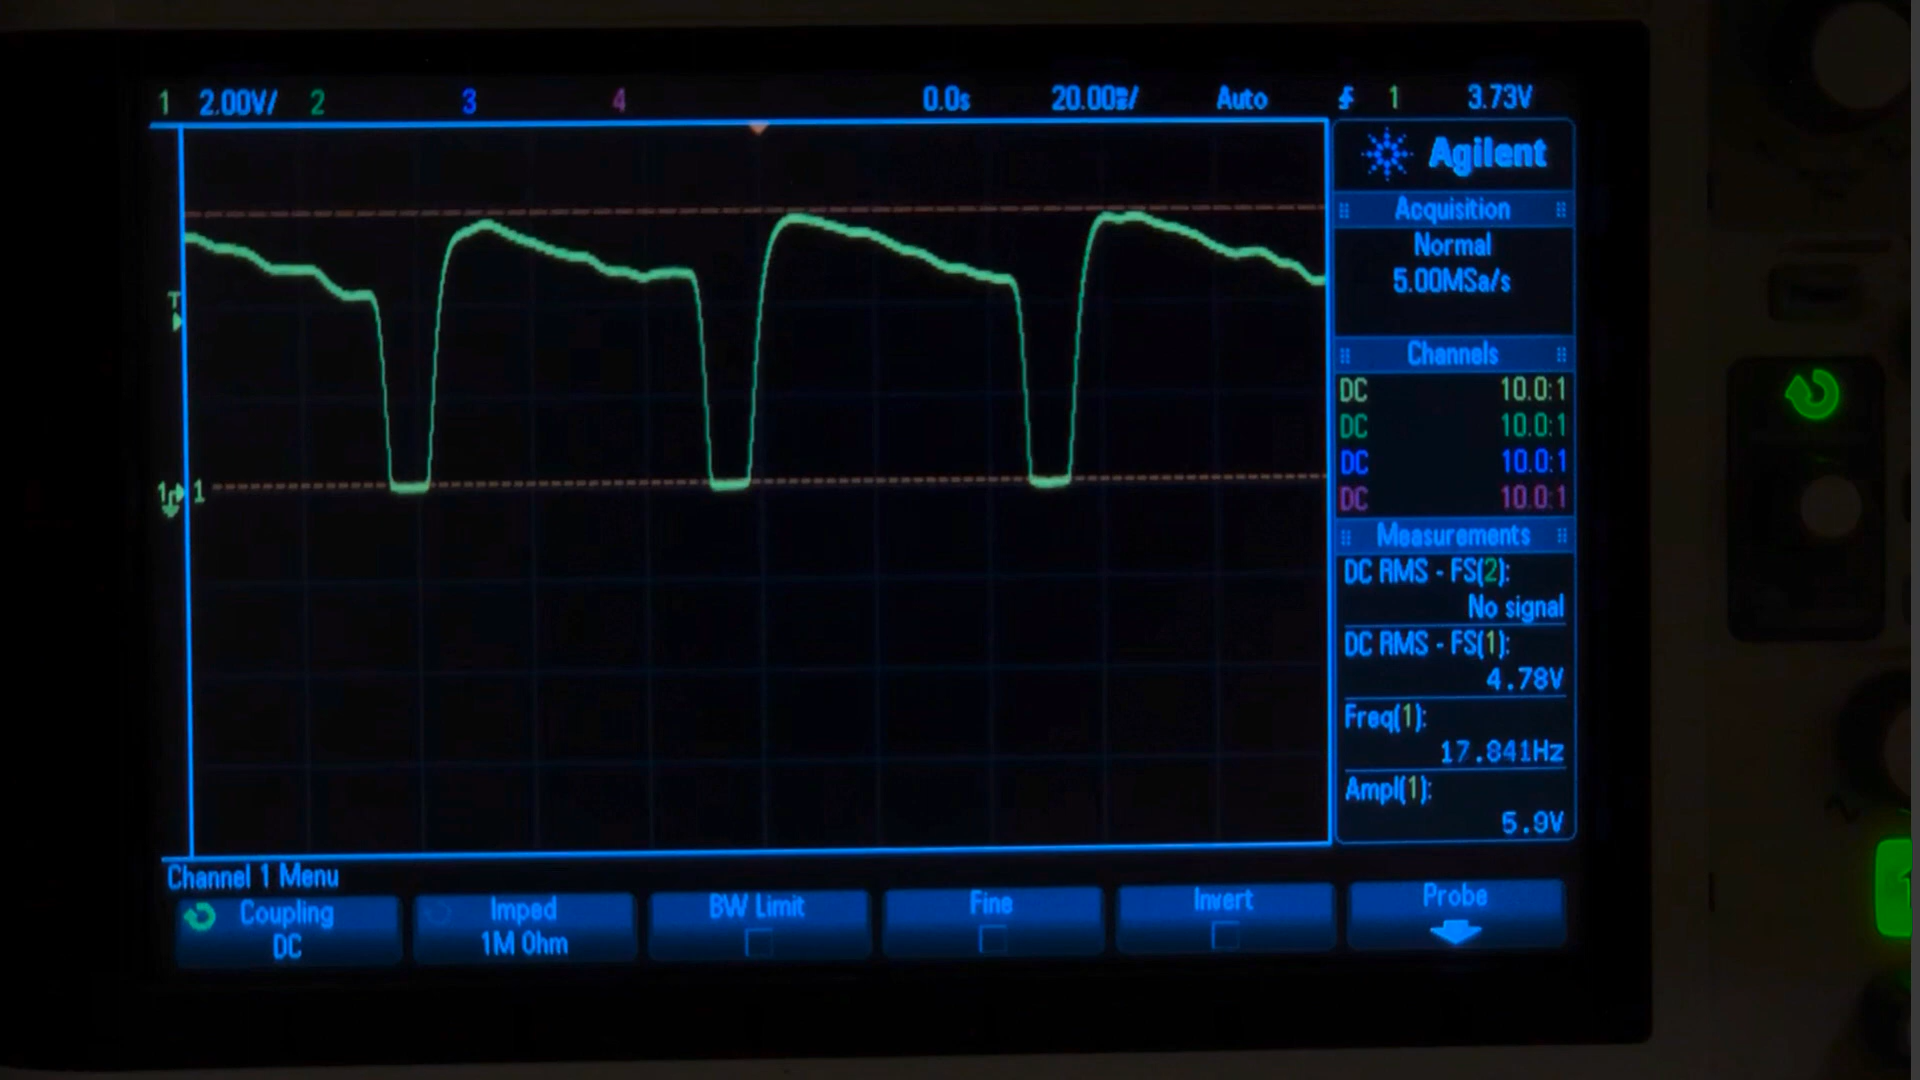 1 2.00V/ 2 3 4 0.0s 20.00ms/ Auto 1 3.73V
Agilent
Acquisition
Normal
5.00MSa/s
Channels
DC 10.0:1
DC 10.0:1
DC 10.0:1
DC 10.0:1
Measurements
DC RMS - FS(2):
No signal
DC RMS - FS(1):
4.78V
Freq(1):
17.841Hz
Ampl(1):
5.9V
T
1 1
Channel 1 Menu
Coupling
DC
Imped
1M Ohm
BW Limit
Fine
Invert
Probe